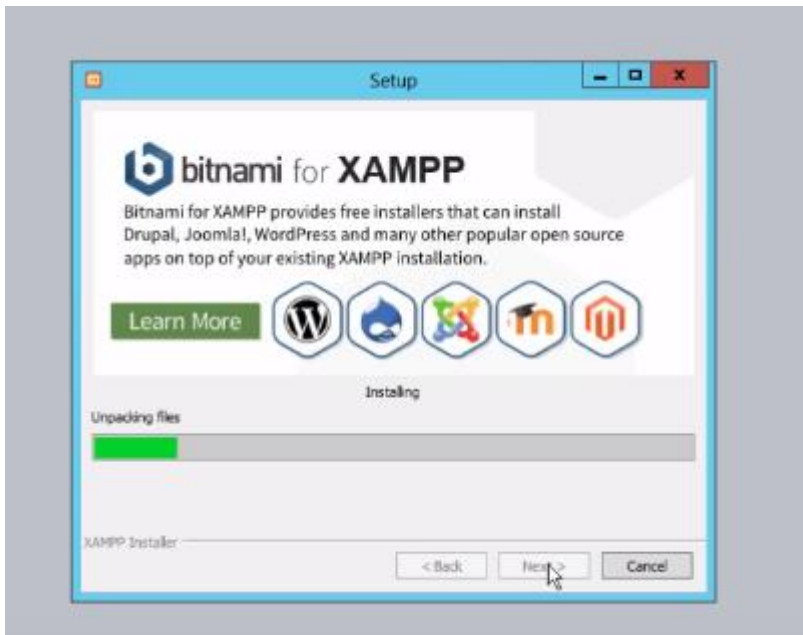 Setup
bitnami for XAMPP
Bitnami for XAMPP provides free installers that can install
Drupal, Joomla!, WordPress and many other popular open source
apps on top of your existing XAMPP installation.
Learn More
Installing
Unpacking files
XAMPP Installer
< Back
Next >
Cancel